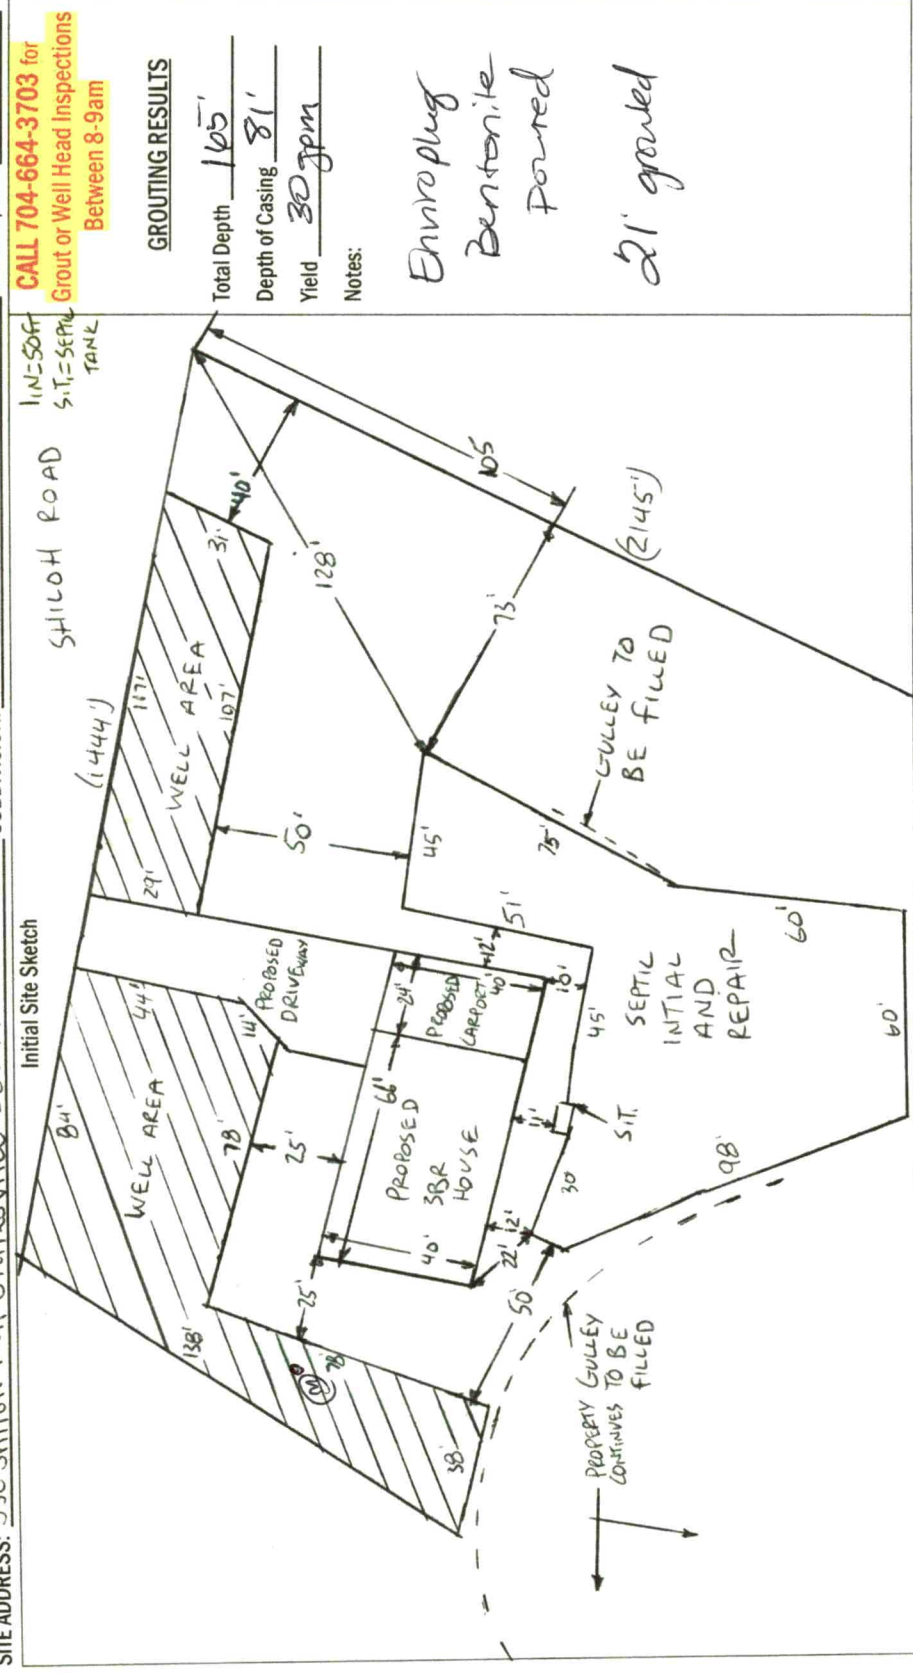 SITE ADDRESS:
Initial Site Sketch
1IN=50FT
S.T.=SEPTIC
TANK
CALL 704-664-3703 for
Grout or Well Head Inspections
Between 8-9am
GROUTING RESULTS
Total Depth 165'
Depth of Casing 81'
Yield 30gpm
Notes:
Enviroplug
Bentonite
Poured
21' grouted
SHILOH ROAD
(1444')
84'
WELL AREA
44'
14'
78'
138'
78'
W
38'
25'
25'
PROPOSED
DRIVEWAY
29'
117'
WELL AREA
107'
31'
40'
50'
128'
105
73'
(2145')
45'
51'
75'
GULLEY TO
BE FILLED
60'
60'
98'
SEPTIC
INTIAL
AND
REPAIR
PROPOSED
3BR
HOUSE
66'
40'
24'
PROPOSED
CARPORT
40'
12'
10'
45'
11'
S.T.
30'
12'
22'
50'
PROPERTY GULLEY
CONTINVES TO BE
FILLED